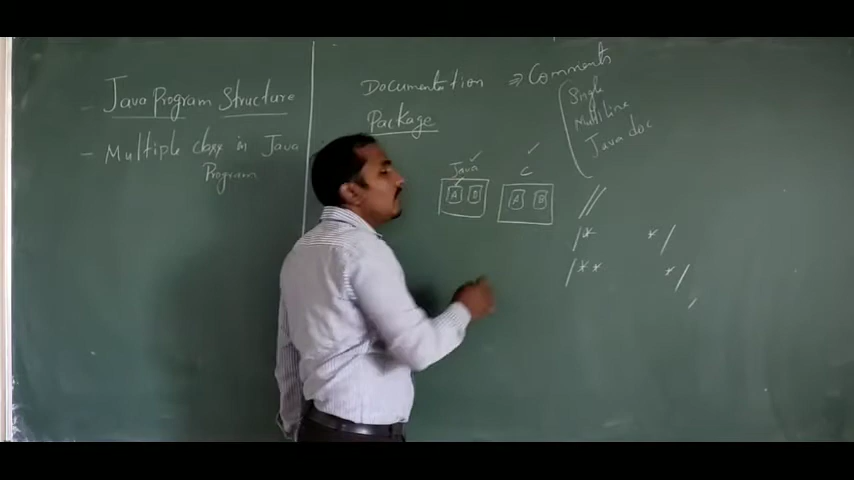 - Java Program Structure
- Multiple class in Java
Program
Documentation ⇒ Comments
Single
Multiline
Java doc
Package
Java ✓ C ✓
A B A B
//
/* */
/** */